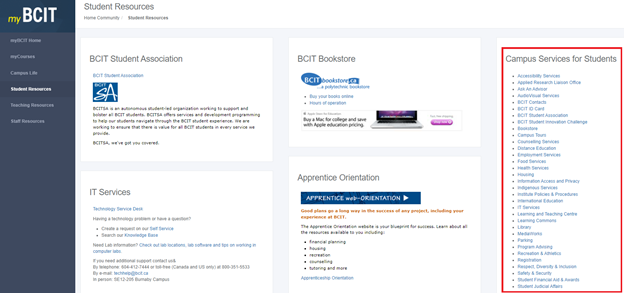 my BCIT
myBCIT Home
myCourses
Campus Life
Student Resources
Teaching Resources
Staff Resources
Student Resources
Home Community
Student Resources
BCIT Student Association
BCIT Student Association
SA
BCITSA is an autonomous student-led organization working to support and
bolster all BCIT students. BCITSA offers services and development programming
to help our students navigate through the BCIT student experience. We are
working to ensure that there is value for all BCIT students in every service we
provide.
BCITSA, we've got you covered.
IT Services
Technology Service Desk
Having a technology problem or have a question?
Create a request on our Self Service
Search our Knowledge Base
Need Lab information? Check out lab locations, lab software and tips on working in
computer labs.
If you need additional support contact us:
By telephone: 604-412-7444 or toll-free (Canada and US only) at 800-351-5533
By e-mail: techhelp@bcit.ca
In person: SE12-205 Burnaby Campus
BCIT Bookstore
BCIT bookstore.ca
a polytechnic bookstore
Buy your books online
Hours of operation
Buy a Mac for college and save
with Apple education pricing.
Apprentice Orientation
APPRENTICE web-ORIENTATION
Good plans go a long way in the success of any project, including your
experience at BCIT.
The Apprentice Orientation website is your blueprint for success. Learn about all
the resources available to you including:
financial planning
housing
recreation
counselling
tutoring and more
Apprenticeship Orientation
Campus Services for Students
Accessibility Services
Applied Research Liaison Office
Ask An Advisor
AudioVisual Services
BCIT Contacts
BCIT ID Card
BCIT Student Association
BCIT Student Innovation Challenge
Bookstore
Campus Tours
Counselling Services
Distance Education
Employment Services
Food Services
Health Services
Housing
Information Access and Privacy
Indigenous Services
Institute Policies & Procedures
International Education
IT Services
Learning and Teaching Centre
Learning Commons
Library
MediaWorks
Parking
Program Advising
Recreation & Athletics
Registration
Respect, Diversity & Inclusion
Safety & Security
Student Financial Aid & Awards
Student Judicial Affairs